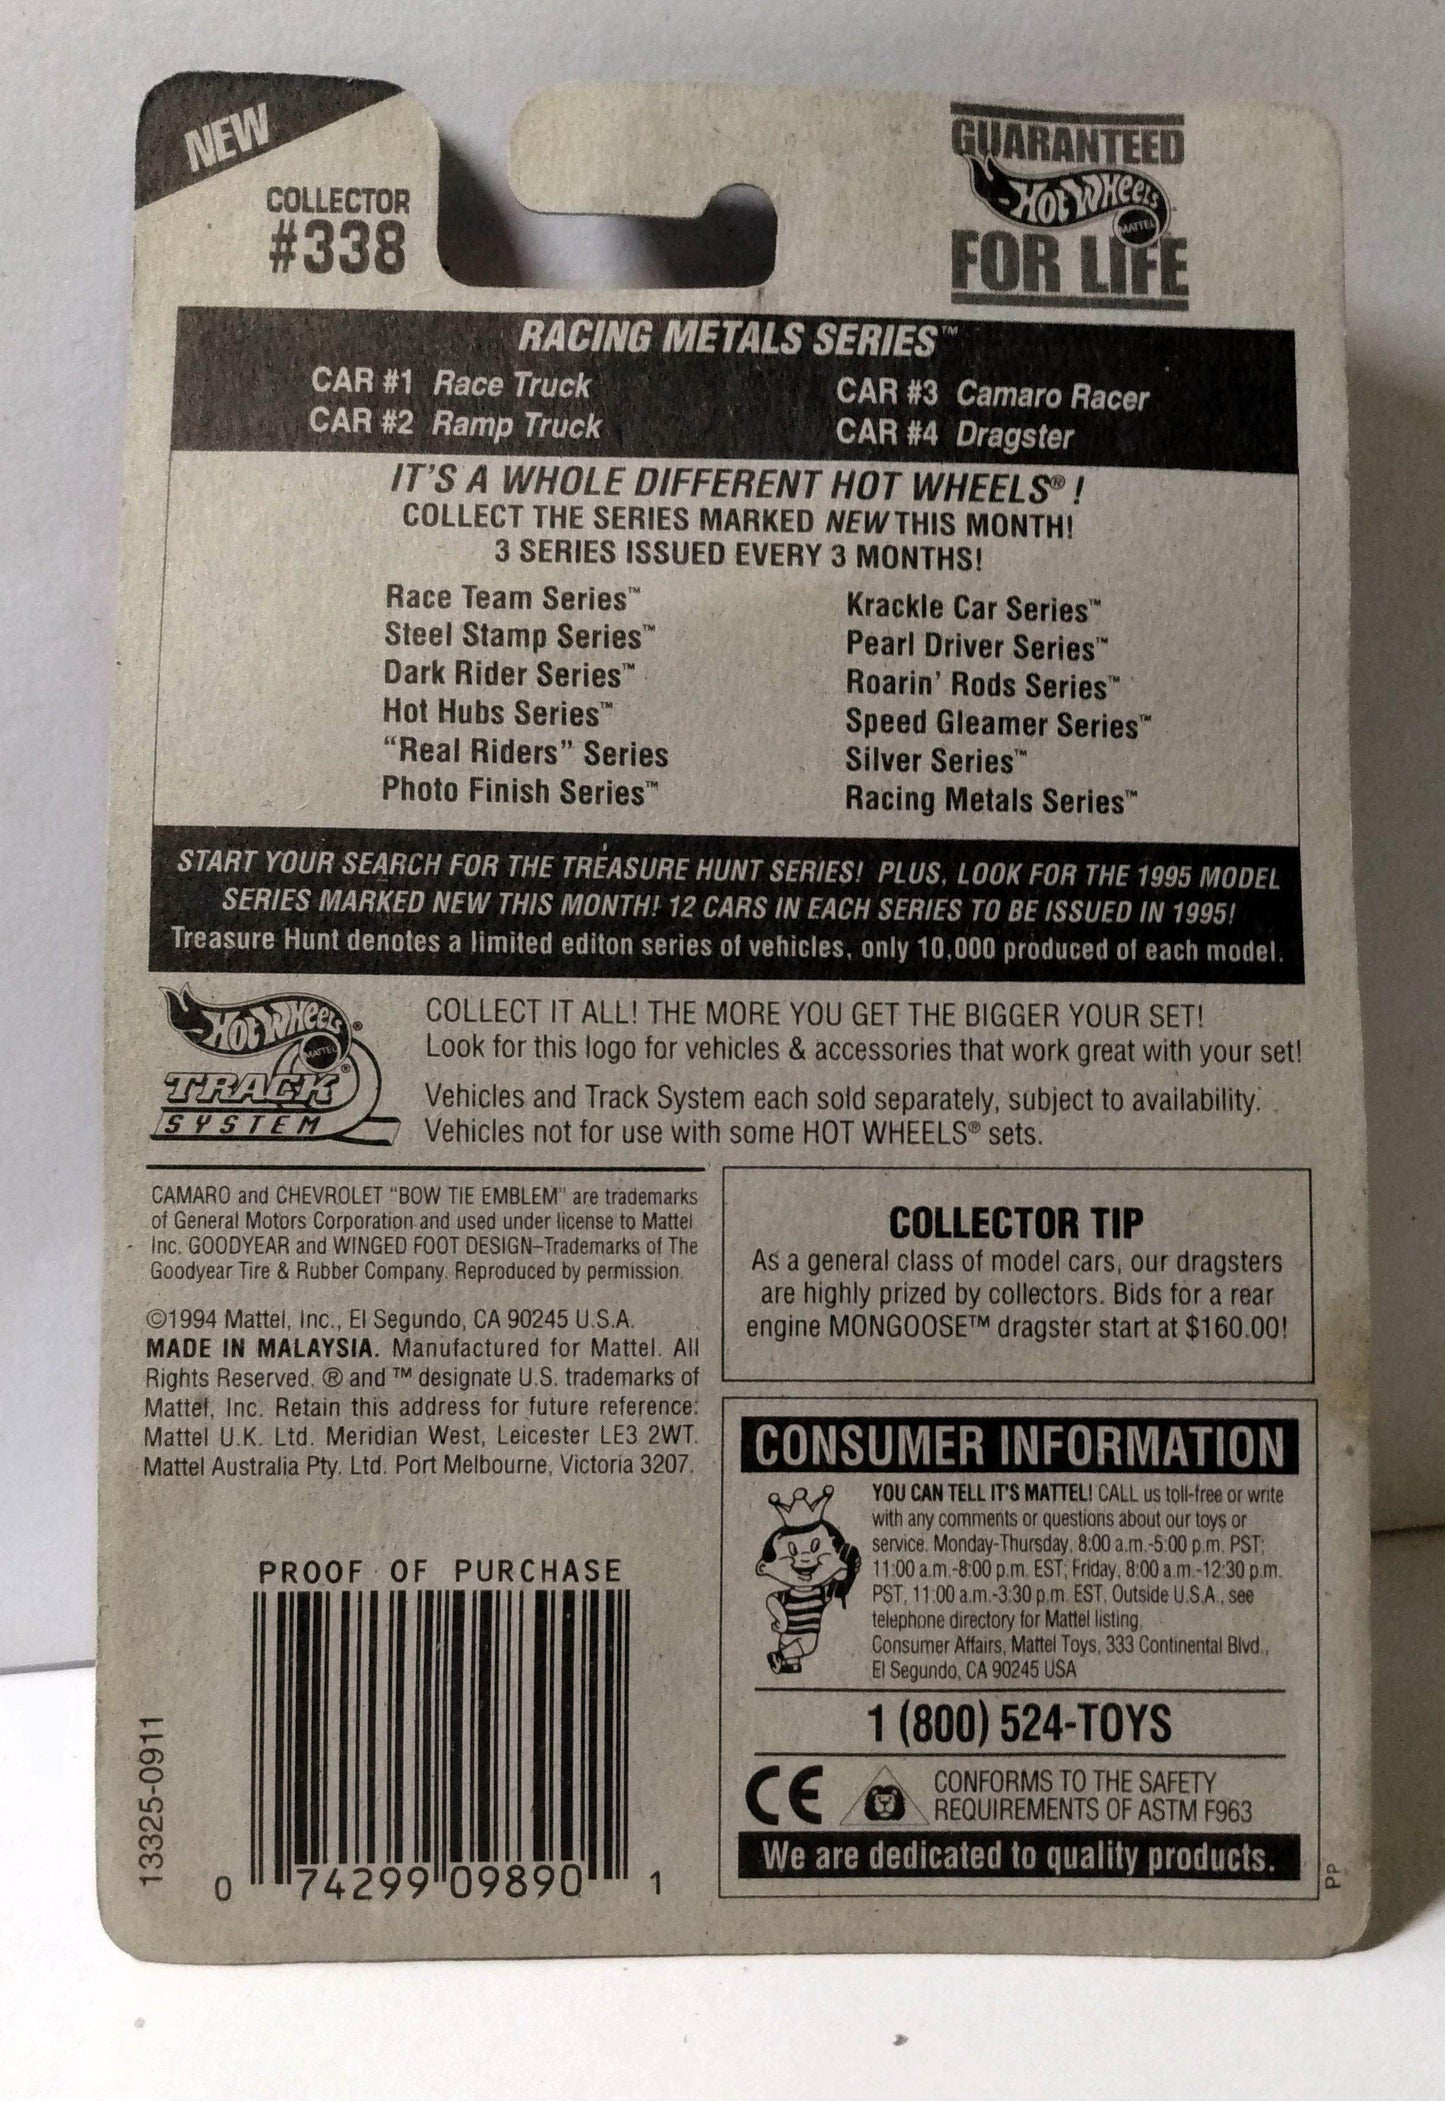 NEW
COLLECTOR
#338
GUARANTEED
HOT WHEELS
MATTEL
FOR LIFE
RACING METALS SERIES™
CAR #1 Race Truck
CAR #2 Ramp Truck
CAR #3 Camaro Racer
CAR #4 Dragster
IT'S A WHOLE DIFFERENT HOT WHEELS® !
COLLECT THE SERIES MARKED NEW THIS MONTH!
3 SERIES ISSUED EVERY 3 MONTHS!
Race Team Series™
Steel Stamp Series™
Dark Rider Series™
Hot Hubs Series™
“Real Riders” Series
Photo Finish Series™
Krackle Car Series™
Pearl Driver Series™
Roarin' Rods Series™
Speed Gleamer Series™
Silver Series™
Racing Metals Series™
START YOUR SEARCH FOR THE TREASURE HUNT SERIES! PLUS, LOOK FOR THE 1995 MODEL
SERIES MARKED NEW THIS MONTH! 12 CARS IN EACH SERIES TO BE ISSUED IN 1995!
Treasure Hunt denotes a limited editon series of vehicles, only 10,000 produced of each model.
HOT WHEELS®
MATTEL
TRACK®
SYSTEM
COLLECT IT ALL! THE MORE YOU GET THE BIGGER YOUR SET!
Look for this logo for vehicles & accessories that work great with your set!
Vehicles and Track System each sold separately, subject to availability.
Vehicles not for use with some HOT WHEELS® sets.
CAMARO and CHEVROLET “BOW TIE EMBLEM” are trademarks
of General Motors Corporation and used under license to Mattel
Inc. GOODYEAR and WINGED FOOT DESIGN–Trademarks of The
Goodyear Tire & Rubber Company. Reproduced by permission.
©1994 Mattel, Inc., El Segundo, CA 90245 U.S.A.
MADE IN MALAYSIA. Manufactured for Mattel. All
Rights Reserved. ® and ™ designate U.S. trademarks of
Mattel, Inc. Retain this address for future reference:
Mattel U.K. Ltd. Meridian West, Leicester LE3 2WT.
Mattel Australia Pty. Ltd. Port Melbourne, Victoria 3207.
COLLECTOR TIP
As a general class of model cars, our dragsters
are highly prized by collectors. Bids for a rear
engine MONGOOSE™ dragster start at $160.00!
CONSUMER INFORMATION
YOU CAN TELL IT'S MATTEL! CALL us toll-free or write
with any comments or questions about our toys or
service. Monday-Thursday, 8:00 a.m.-5:00 p.m. PST;
11:00 a.m.-8:00 p.m. EST; Friday, 8:00 a.m.-12:30 p.m.
PST, 11:00 a.m.-3:30 p.m. EST. Outside U.S.A., see
telephone directory for Mattel listing.
Consumer Affairs, Mattel Toys, 333 Continental Blvd.,
El Segundo, CA 90245 USA
1 (800) 524-TOYS
CE
CONFORMS TO THE SAFETY
REQUIREMENTS OF ASTM F963
We are dedicated to quality products.
PP
PROOF OF PURCHASE
0 74299 09890 1
13325-0911